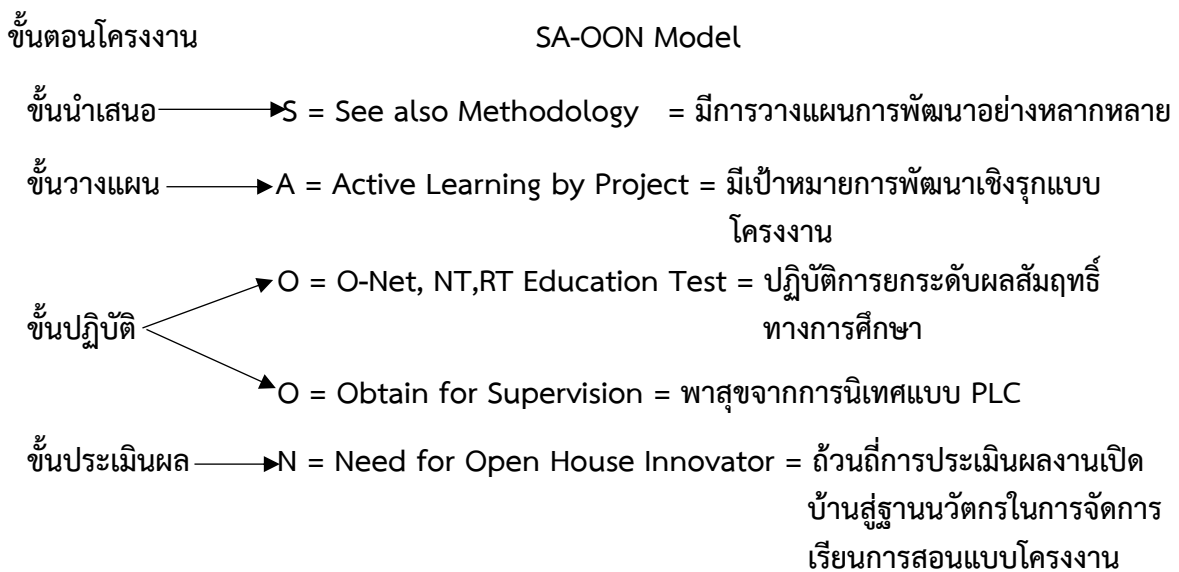 ขั้นตอนโครงงาน SA-OON Model
ขั้นนำเสนอ S = See also Methodology = มีการวางแผนการพัฒนาอย่างหลากหลาย
ขั้นวางแผน A = Active Learning by Project = มีเป้าหมายการพัฒนาเชิงรุกแบบ
โครงงาน
O = O-Net, NT,RT Education Test = ปฏิบัติการยกระดับผลสัมฤทธิ์
ขั้นปฏิบัติ ทางการศึกษา
O = Obtain for Supervision = พาสุขจากการนิเทศแบบ PLC
ขั้นประเมินผล N = Need for Open House Innovator = ถ้วนถี่การประเมินผลงานเปิด
บ้านสู่ฐานนวัตกรในการจัดการ
เรียนการสอนแบบโครงงาน